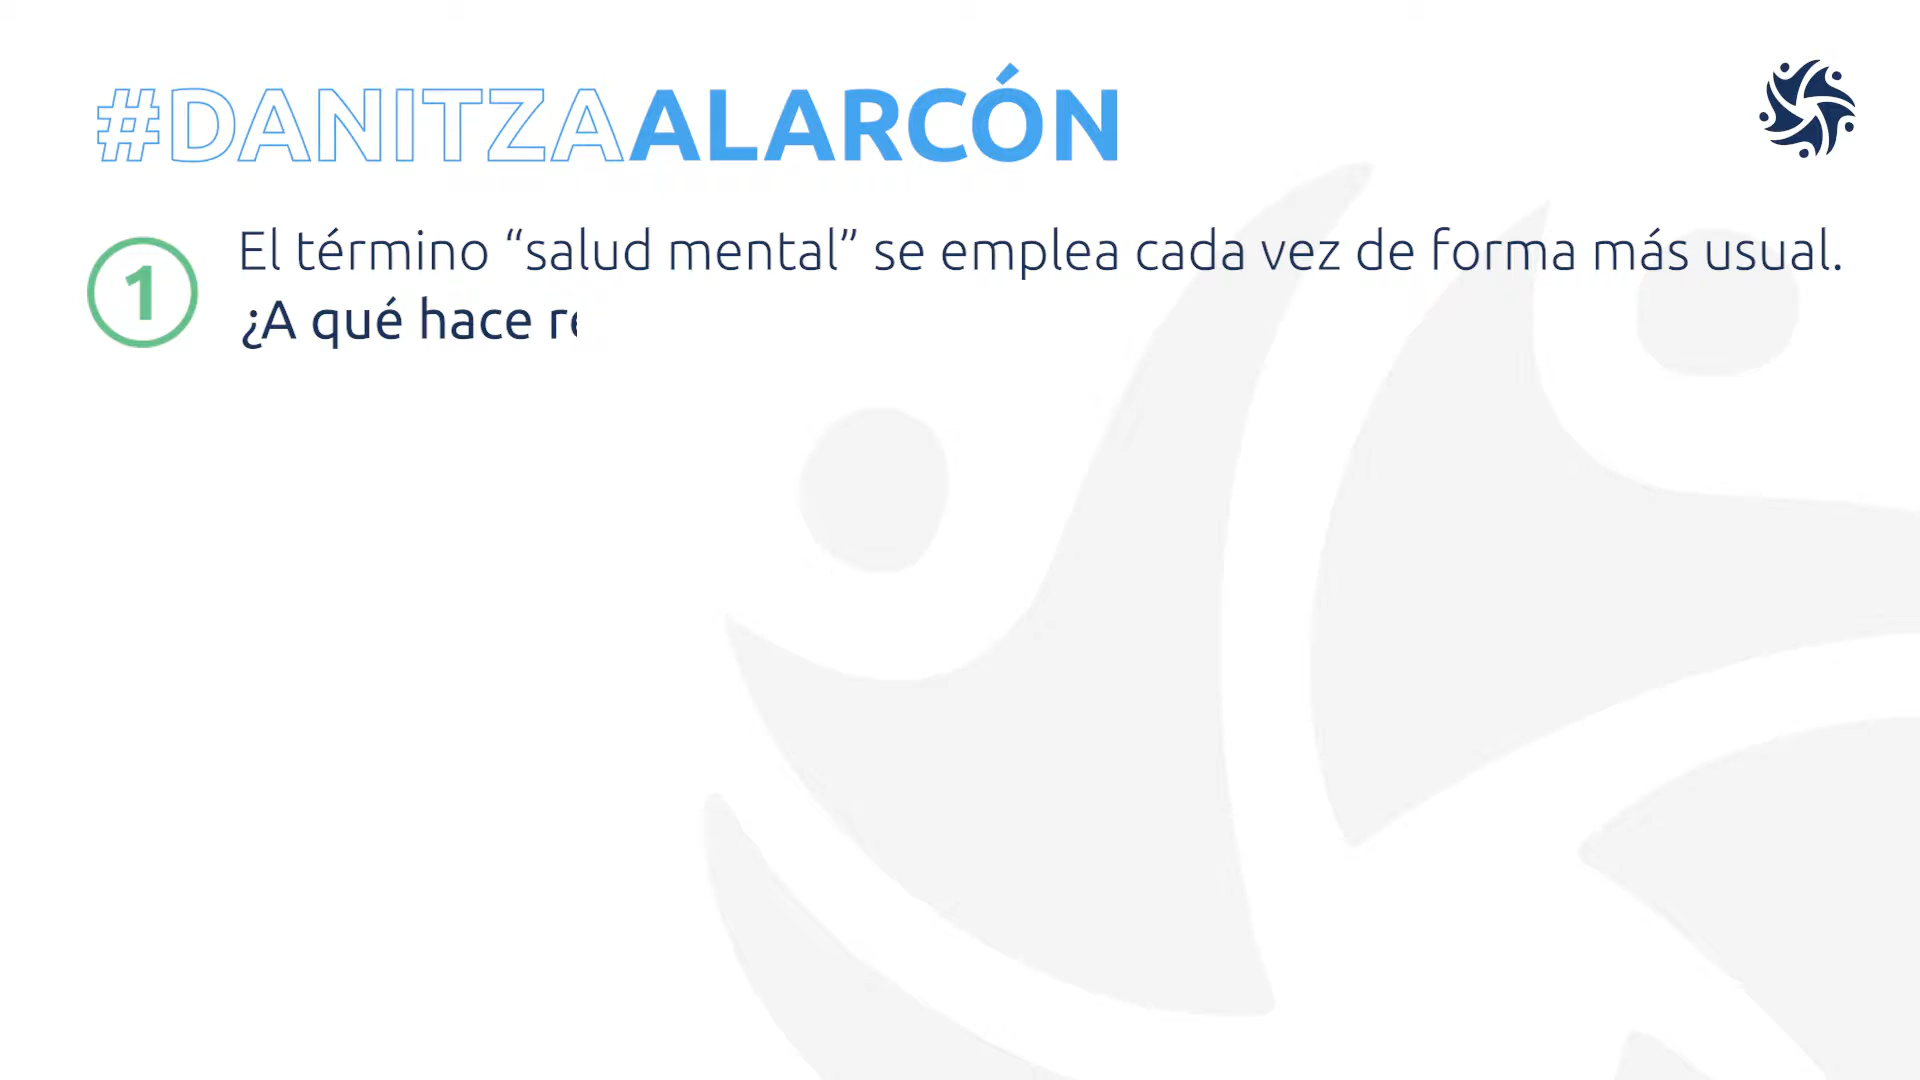 #DANITZAALARCÓN
1 El término “salud mental” se emplea cada vez de forma más usual.
¿A qué hace